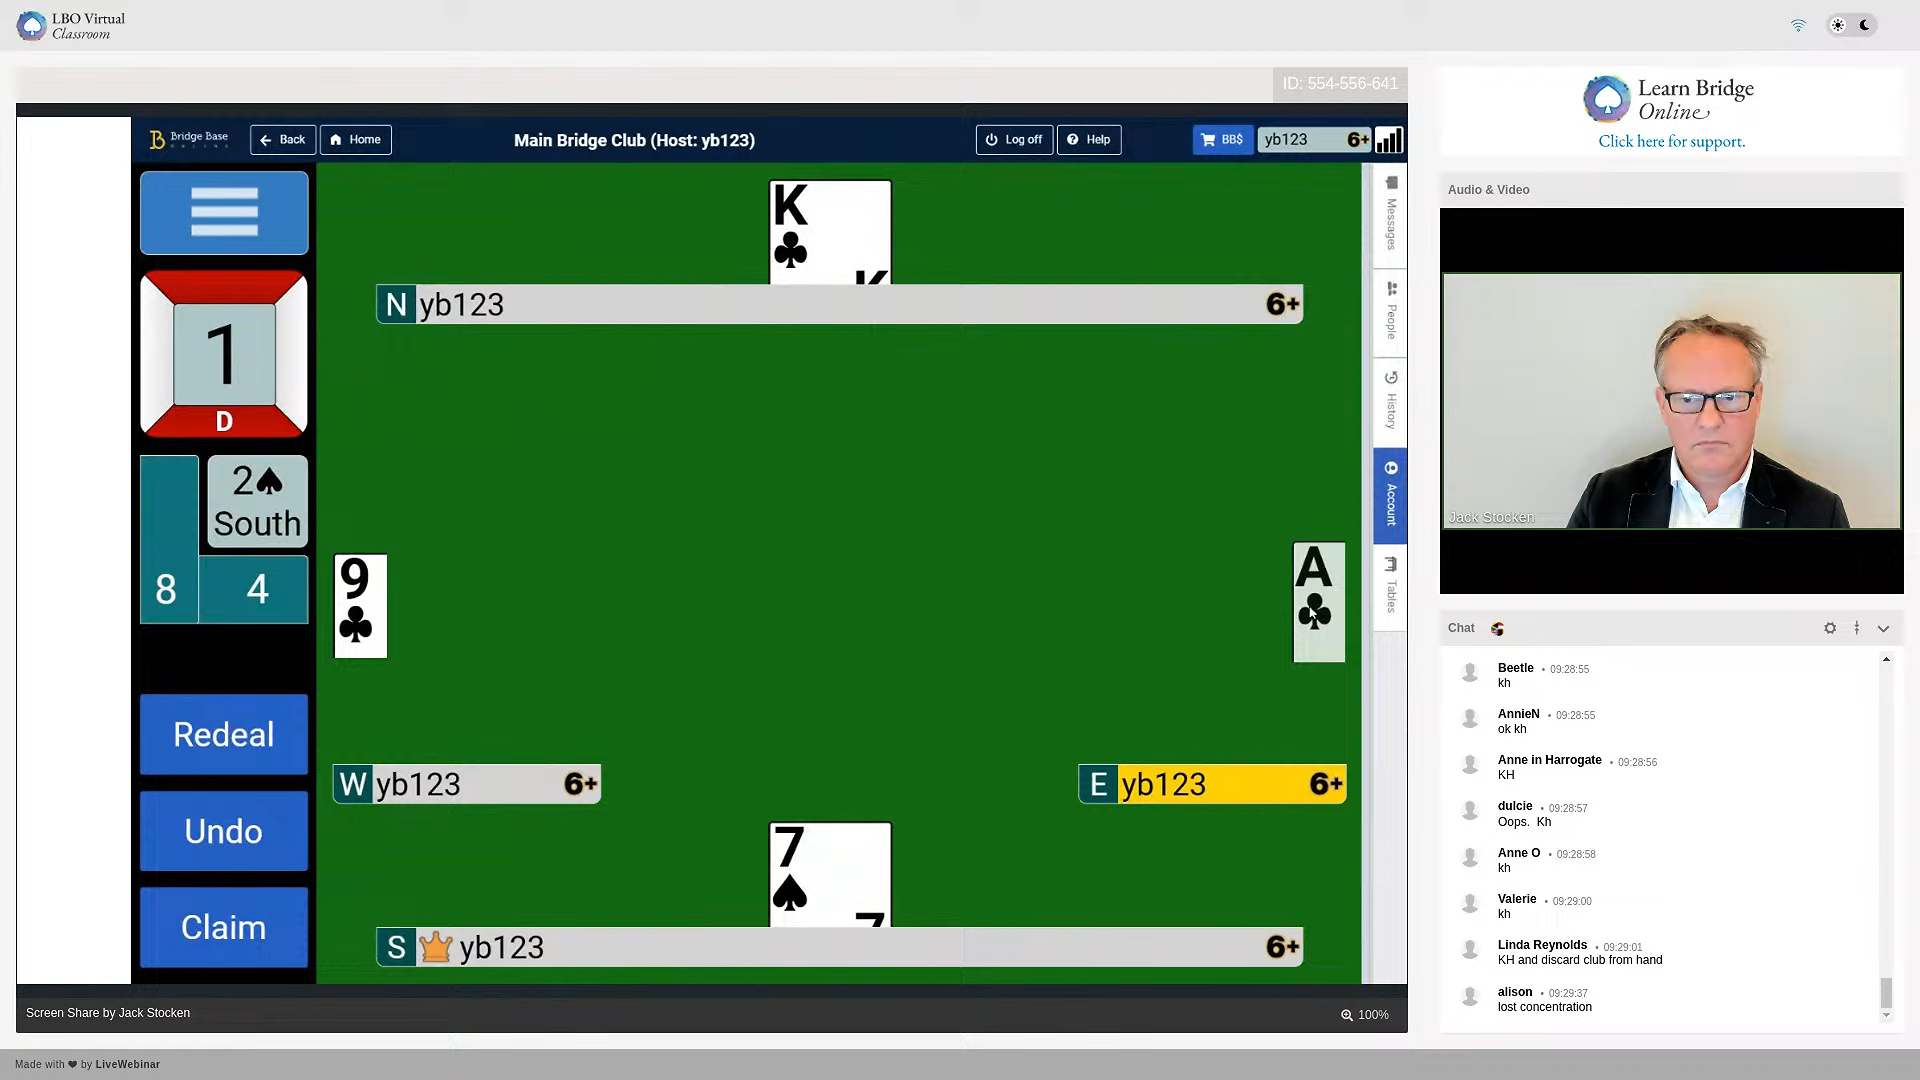 LBO Virtual
Classroom
ID: 554-556-641
Bridge Base
ONLINE
Back
Home
Main Bridge Club (Host: yb123)
Log off
Help
BB$
yb123
6+
K
K
N yb123 6+
1
D
2♠
South
8
4
9
A
Redeal
Undo
Claim
W yb123 6+
E yb123 6+
7
7
S yb123 6+
Messages
People
History
Account
Tables
Screen Share by Jack Stocken
100%
Learn Bridge
Online
Click here for support.
Audio & Video
Jack Stocken
Chat
Beetle • 09:28:55
kh
AnnieN • 09:28:55
ok kh
Anne in Harrogate • 09:28:56
KH
dulcie • 09:28:57
Oops. Kh
Anne O • 09:28:58
kh
Valerie • 09:29:00
kh
Linda Reynolds • 09:29:01
KH and discard club from hand
alison • 09:29:37
lost concentration
Made with ❤ by LiveWebinar